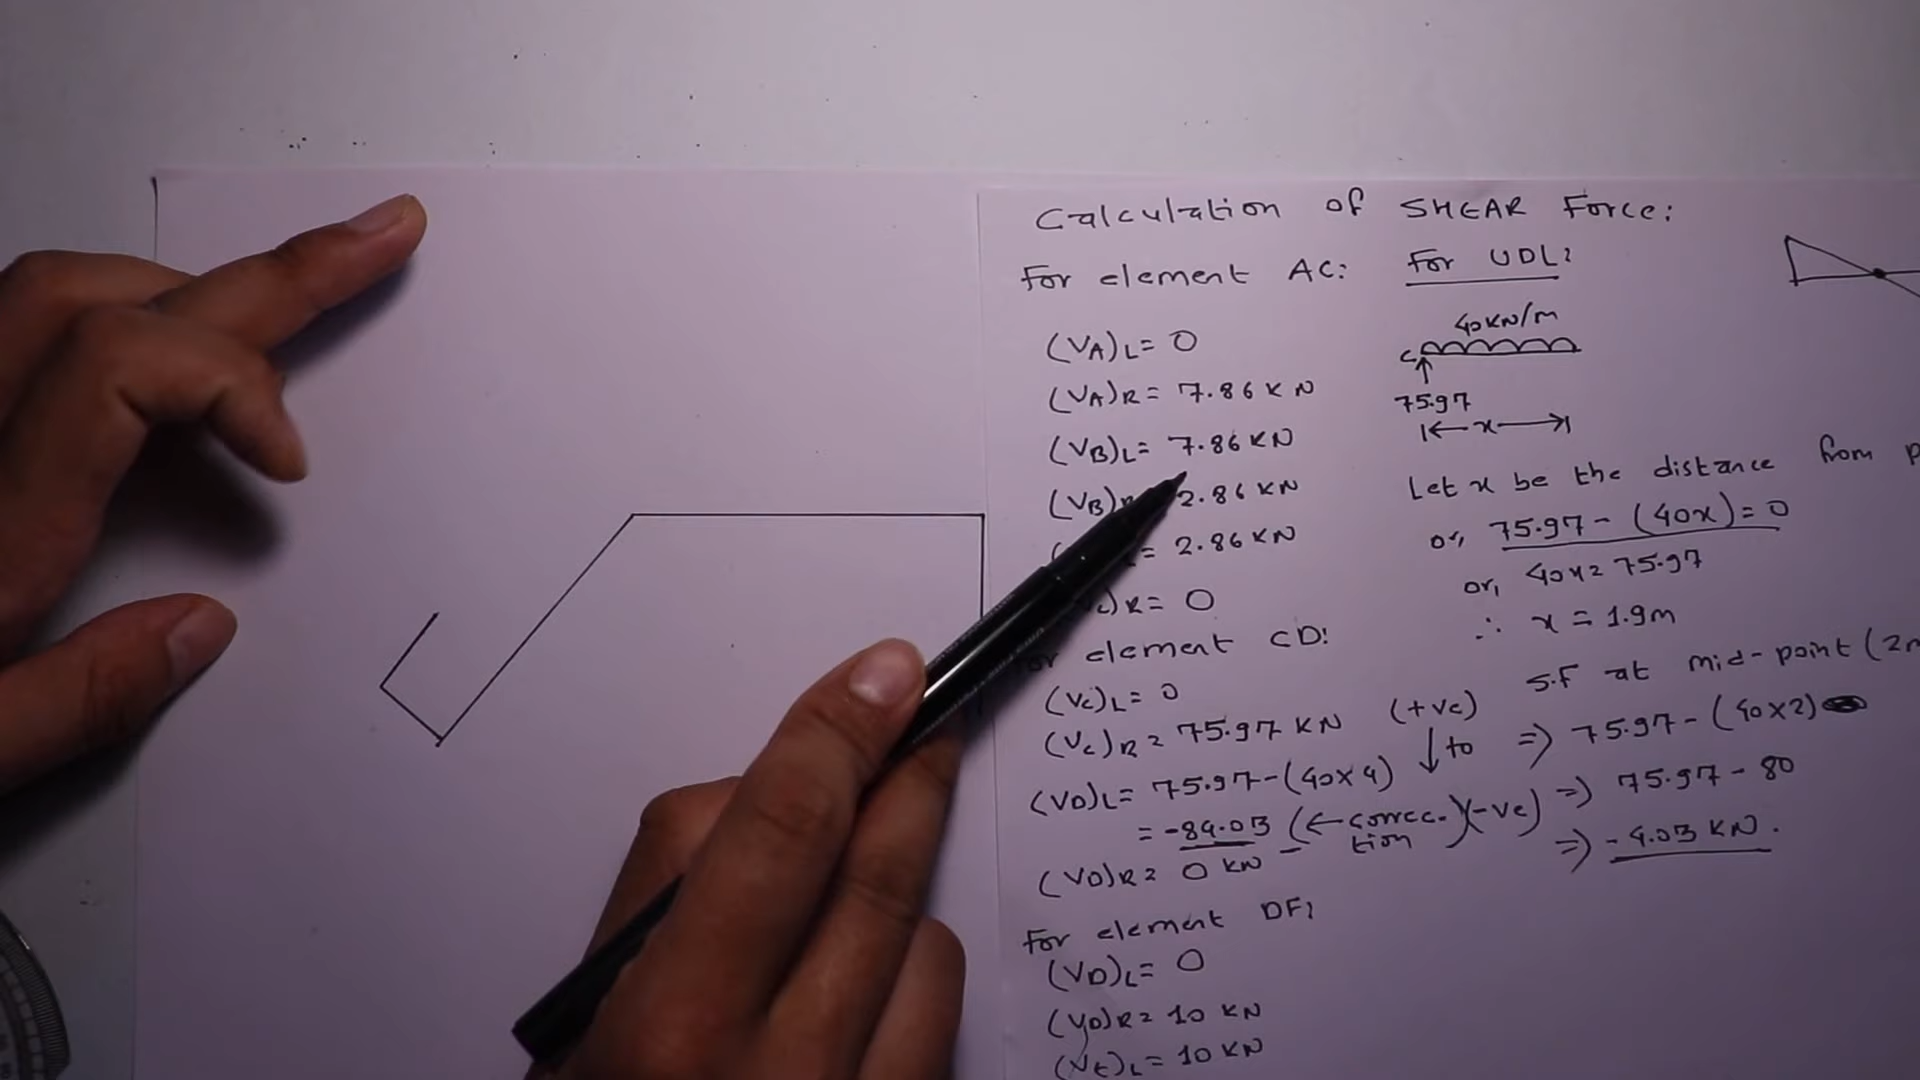 Calculation of SHEAR Force:
For element AC:
(VA)L= 0
(VA)R= 7.86 KN
(VB)L= 7.86 KN
(VB) 2.86 KN
= 2.86 KN
)R= 0
element CD:
(Vc)L= 0
(Vc)R= 75.97 KN (+ve)
↓ to
(VD)L= 75.97-(40×4)
= -84.03 (←correc-tion)(-ve)
(VD)R= 0 KN
For element DF:
(VD)L= 0
(VD)R= 10 KN
(VE)L= 10 KN
For UDL:
40KN/m
C
75.97
|←x→|
Let x be the distance from
or, 75.97-(40x)=0
or, 40x= 75.97
∴ x = 1.9m
S.F at mid-point (2m
=> 75.97-(40×2)
=> 75.97-80
=> -4.03 KN.